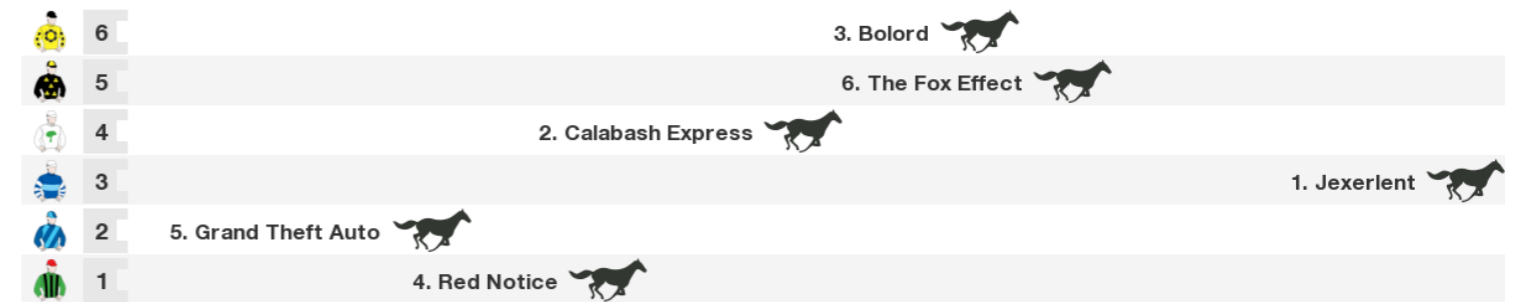 6 3. Bolord
5 6. The Fox Effect
4 2. Calabash Express
3 1. Jexerlent
2 5. Grand Theft Auto
1 4. Red Notice